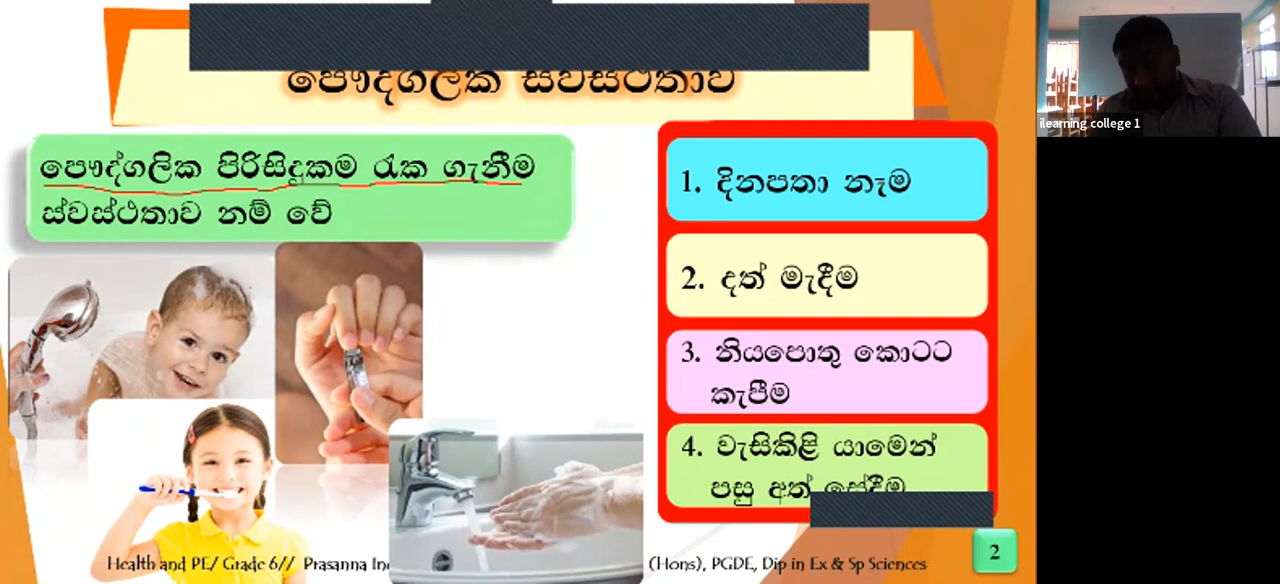 පෞද්ගලික ස්වස්ථතාව
පෞද්ගලික පිරිසිදුකම රැක ගැනීම
ස්වස්ථතාව නම් වේ
1. දිනපතා නෑම
2. දත් මැදීම
3. නියපොතු කොටට
කැපීම
4. වැසිකිළි යාමෙන්
පසු අත් සේදීම
Health and PE/ Grade 6// Prasanna
(Hons), PGDE, Dip in Ex & Sp Sciences
2
ilearning college 1